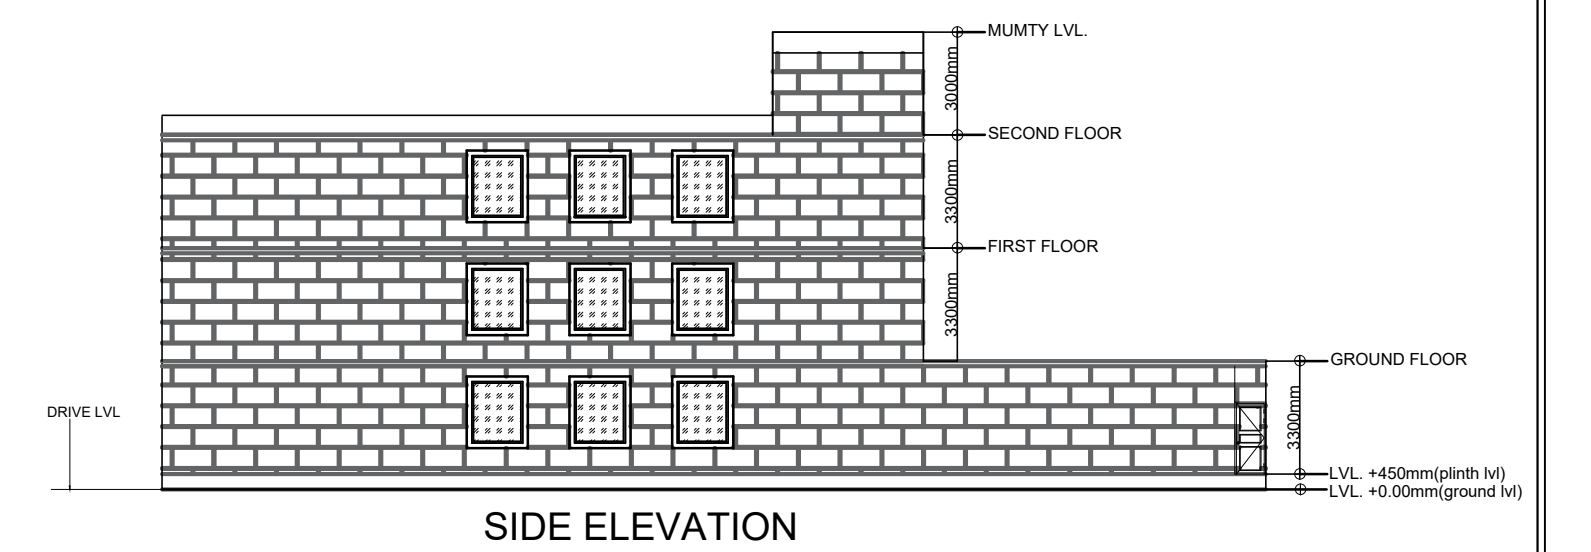 MUMTY LVL.
3000mm
SECOND FLOOR
3300mm
FIRST FLOOR
3300mm
GROUND FLOOR
DRIVE LVL
3300mm
LVL. +450mm(plinth lvl)
LVL. +0.00mm(ground lvl)
SIDE ELEVATION